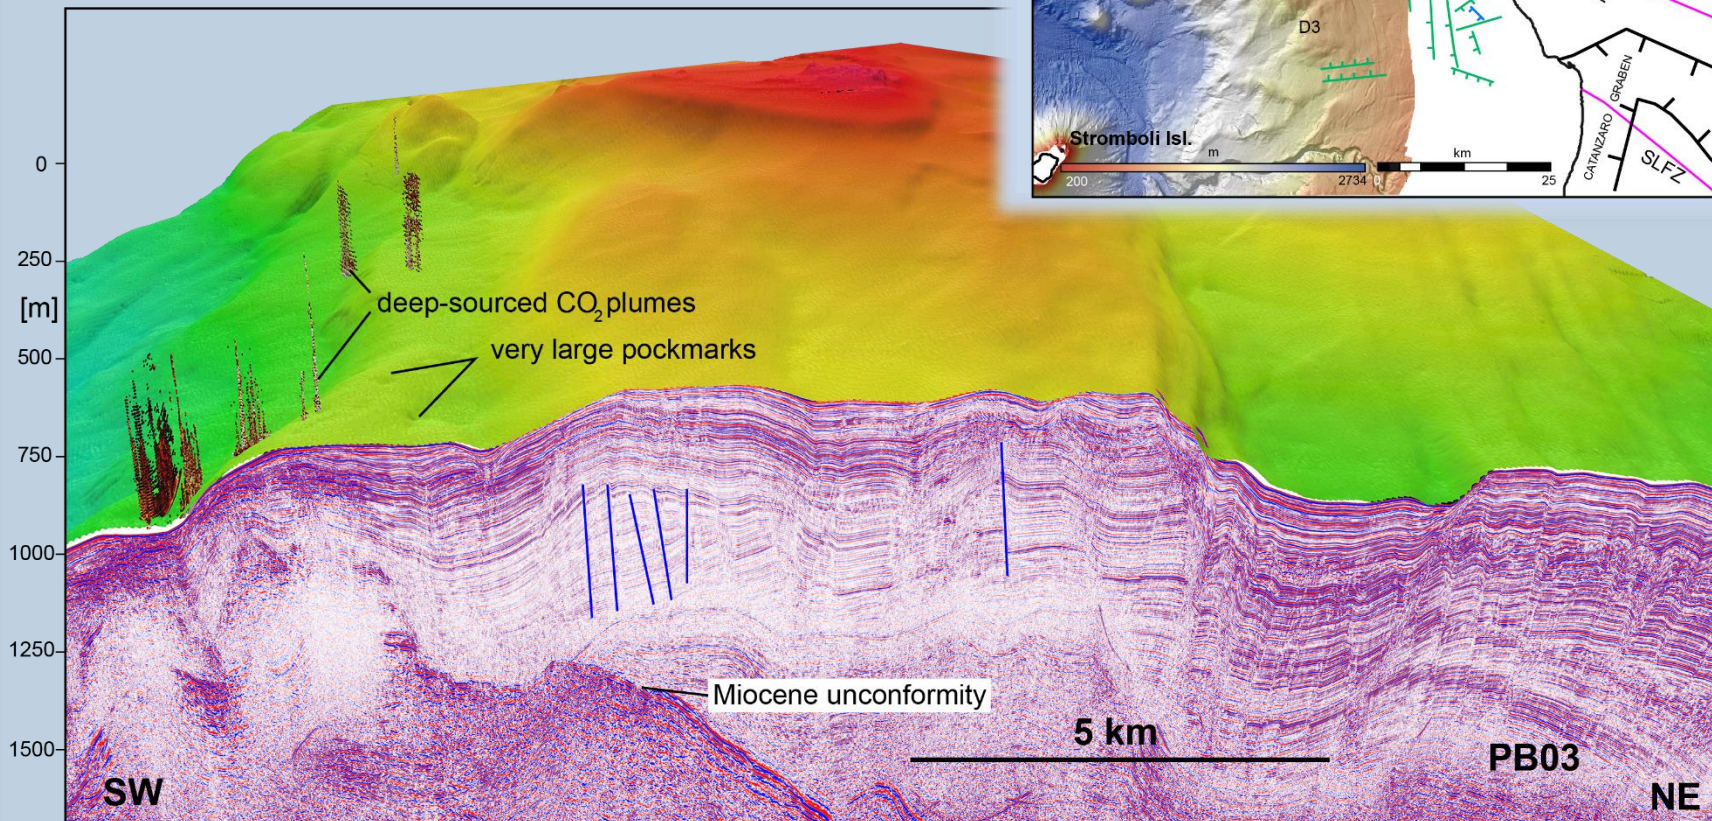 D3
GRABEN
CATANZARO
SLFZ
Stromboli Isl.
m
km
200
2734
0
25
0
250
[m]
500
750
1000
1250
1500
deep-sourced CO₂ plumes
very large pockmarks
Miocene unconformity
5 km
PB03
SW
NE